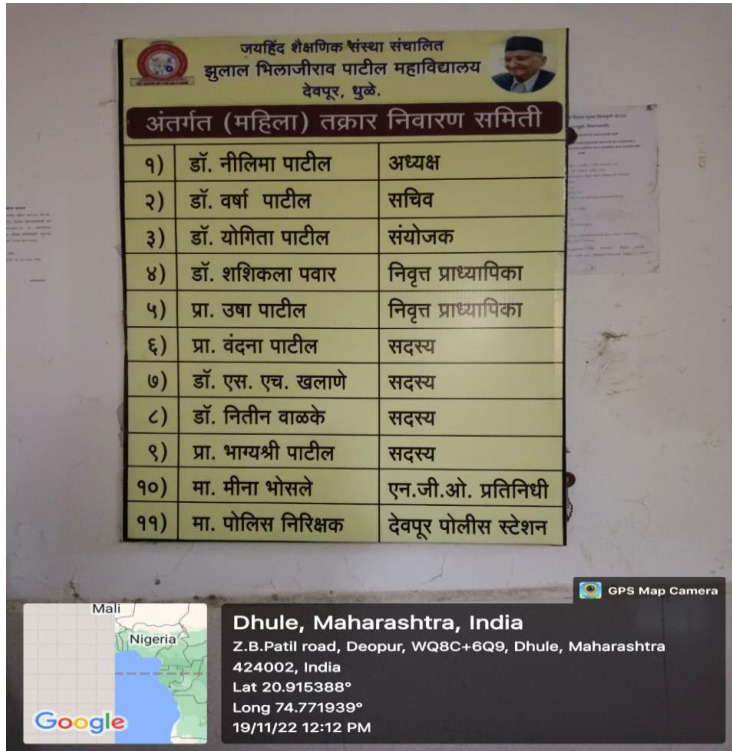 जयहिंद शैक्षणिक संस्था संचालित
झुलाल भिलाजीराव पाटील महाविद्यालय
देवपूर, धुळे.
अंतर्गत (महिला) तक्रार निवारण समिती
१) डॉ. नीलिमा पाटील अध्यक्ष
२) डॉ. वर्षा पाटील सचिव
३) डॉ. योगिता पाटील संयोजक
४) डॉ. शशिकला पवार निवृत्त प्राध्यापिका
५) प्रा. उषा पाटील निवृत्त प्राध्यापिका
६) प्रा. वंदना पाटील सदस्य
७) डॉ. एस. एच. खलाणे सदस्य
८) डॉ. नितीन वाळके सदस्य
९) प्रा. भाग्यश्री पाटील सदस्य
१०) मा. मीना भोसले एन.जी.ओ. प्रतिनिधी
११) मा. पोलिस निरिक्षक देवपूर पोलीस स्टेशन
GPS Map Camera
Mali
Nigeria
Google
Dhule, Maharashtra, India
Z.B.Patil road, Deopur, WQ8C+6Q9, Dhule, Maharashtra
424002, India
Lat 20.915388°
Long 74.771939°
19/11/22 12:12 PM